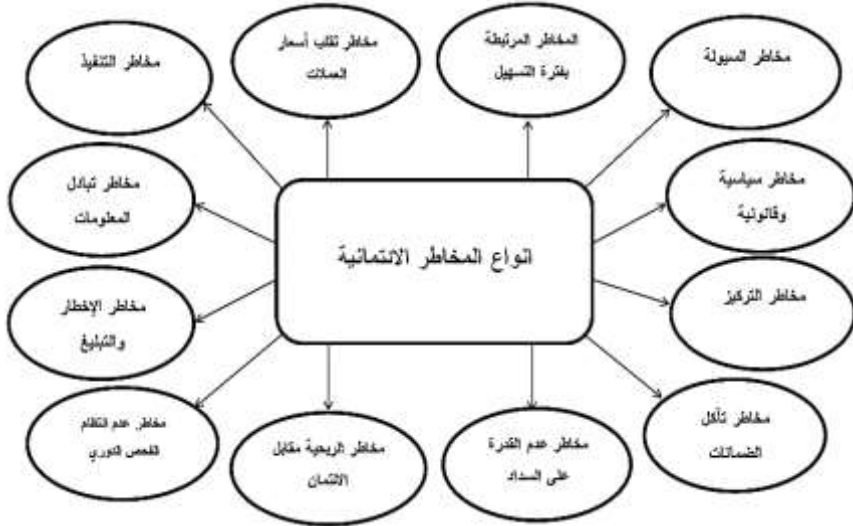 مخاطر السيولة
المخاطر المرتبطة
بفترة التسهيل
مخاطر تقلب أسعار
العملات
مخاطر التنفيذ
مخاطر سياسية
وقانونية
مخاطر تبادل
المعلومات
انواع المخاطر الائتمانية
مخاطر التركيز
مخاطر الإخطار
والتبليغ
مخاطر تآكل
الضمانات
مخاطر عدم القدرة
على السداد
مخاطر الربحية مقابل
الائتمان
مخاطر عدم انتظام
الفحص الدوري